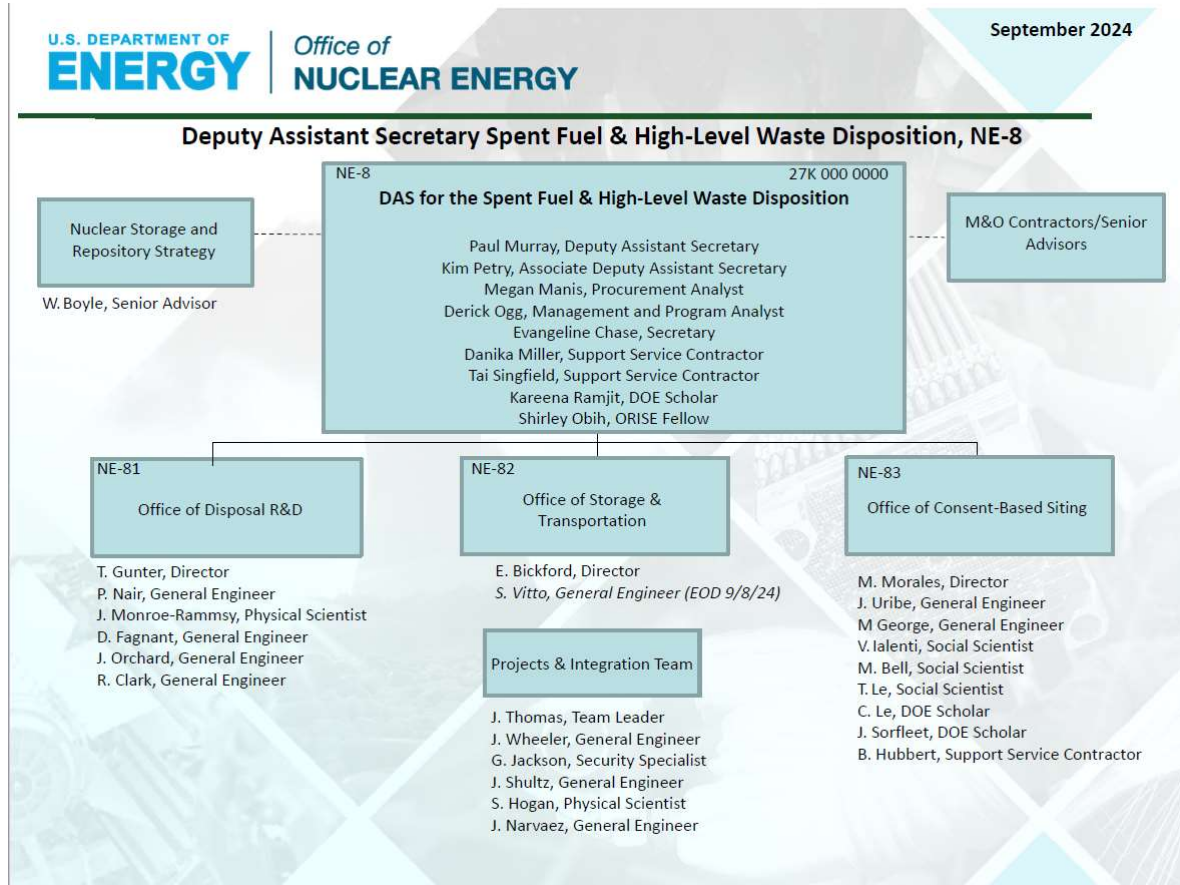 September 2024
U.S. DEPARTMENT OF
ENERGY
Office of
NUCLEAR ENERGY
Deputy Assistant Secretary Spent Fuel & High-Level Waste Disposition, NE-8
NE-8
27K 000 0000
DAS for the Spent Fuel & High-Level Waste Disposition
Paul Murray, Deputy Assistant Secretary
Kim Petry, Associate Deputy Assistant Secretary
Megan Manis, Procurement Analyst
Derick Ogg, Management and Program Analyst
Evangeline Chase, Secretary
Danika Miller, Support Service Contractor
Tai Singfield, Support Service Contractor
Kareena Ramjit, DOE Scholar
Shirley Obih, ORISE Fellow
Nuclear Storage and
Repository Strategy
W. Boyle, Senior Advisor
M&O Contractors/Senior
Advisors
NE-81
Office of Disposal R&D
T. Gunter, Director
P. Nair, General Engineer
J. Monroe-Rammsy, Physical Scientist
D. Fagnant, General Engineer
J. Orchard, General Engineer
R. Clark, General Engineer
NE-82
Office of Storage &
Transportation
E. Bickford, Director
S. Vitto, General Engineer (EOD 9/8/24)
Projects & Integration Team
J. Thomas, Team Leader
J. Wheeler, General Engineer
G. Jackson, Security Specialist
J. Shultz, General Engineer
S. Hogan, Physical Scientist
J. Narvaez, General Engineer
NE-83
Office of Consent-Based Siting
M. Morales, Director
J. Uribe, General Engineer
M George, General Engineer
V. Ialenti, Social Scientist
M. Bell, Social Scientist
T. Le, Social Scientist
C. Le, DOE Scholar
J. Sorfleet, DOE Scholar
B. Hubbert, Support Service Contractor